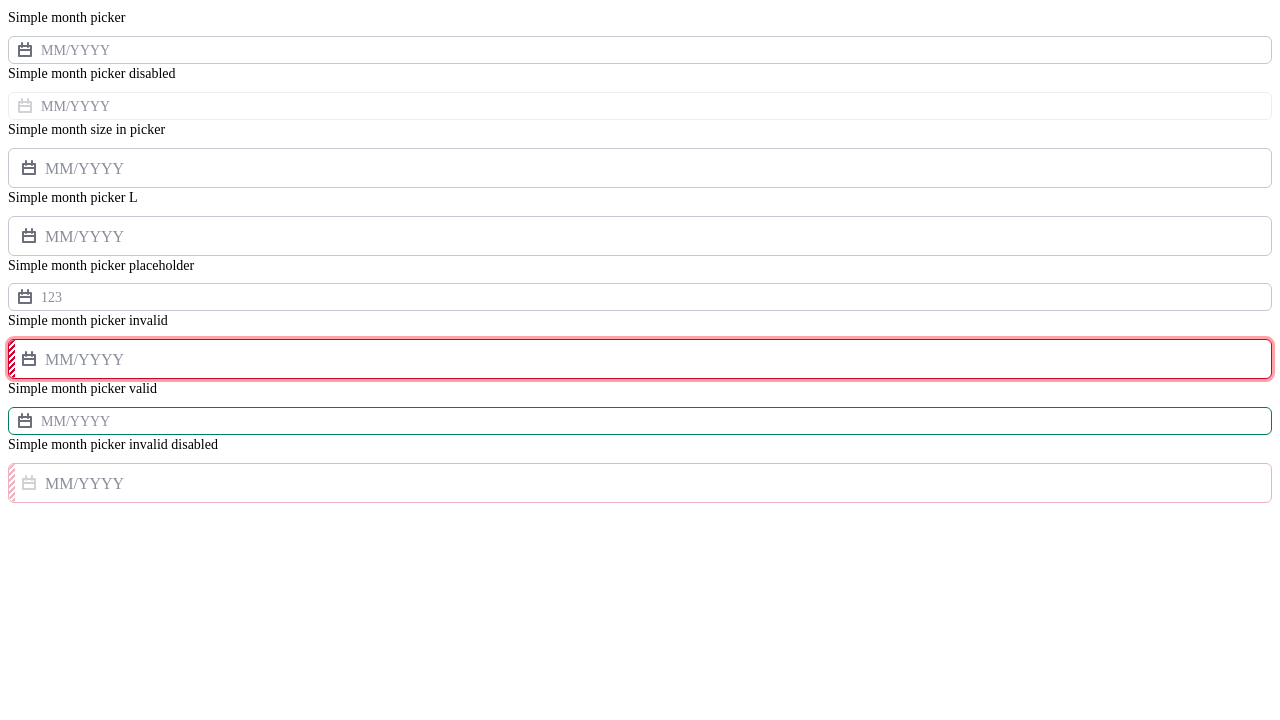 Simple month picker
MM/YYYY
Simple month picker disabled
MM/YYYY
Simple month size in picker
MM/YYYY
Simple month picker L
MM/YYYY
Simple month picker placeholder
123
Simple month picker invalid
MM/YYYY
Simple month picker valid
MM/YYYY
Simple month picker invalid disabled
MM/YYYY